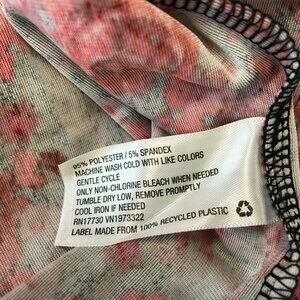 95% POLYESTER / 5% SPANDEX
MACHINE WASH COLD WITH LIKE COLORS
GENTLE CYCLE
ONLY NON-CHLORINE BLEACH WHEN NEEDED
TUMBLE DRY LOW, REMOVE PROMPTLY
COOL IRON IF NEEDED
RN17730 VN1973322
LABEL MADE FROM 100% RECYCLED PLASTIC